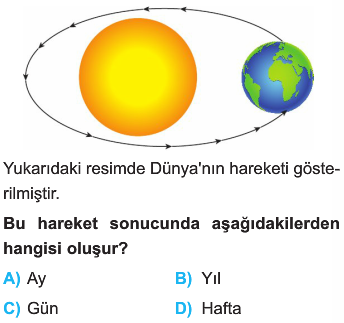 Yukarıdaki resimde Dünya'nın hareketi göste-
rilmiştir.
Bu hareket sonucunda aşağıdakilerden
hangisi oluşur?
A) Ay B) Yıl
C) Gün D) Hafta